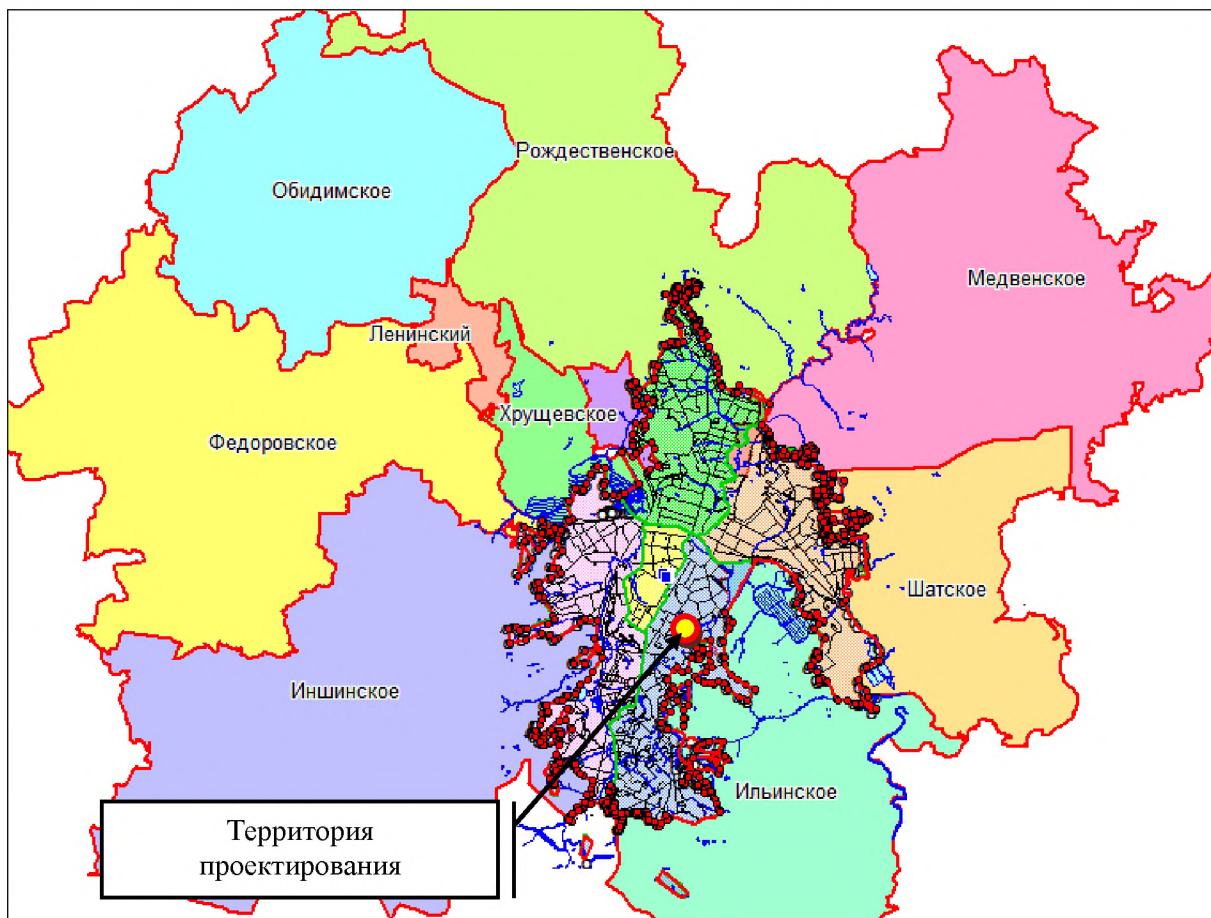 Рождественское
Обидимское
Медвенское
Ленинский
Хрущевское
Федоровское
Шатское
Иншинское
Ильинское
Территория
проектирования